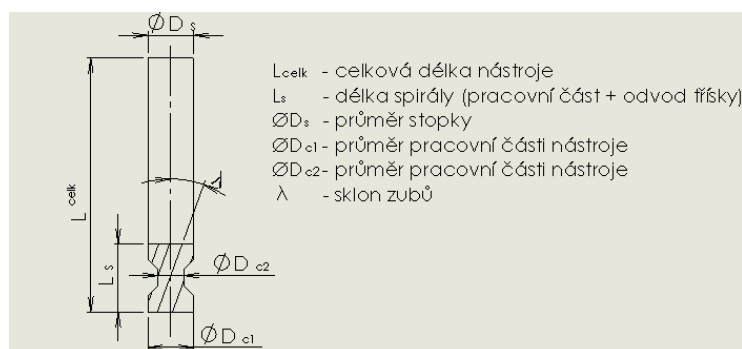 ØDs
Lcelk - celková délka nástroje
Ls - délka spirály (pracovní část + odvod třísky)
ØDs - průměr stopky
ØDc1 - průměr pracovní části nástroje
ØDc2 - průměr pracovní části nástroje
λ - sklon zubů
λ
L celk
Ls
ØDc2
ØDc1